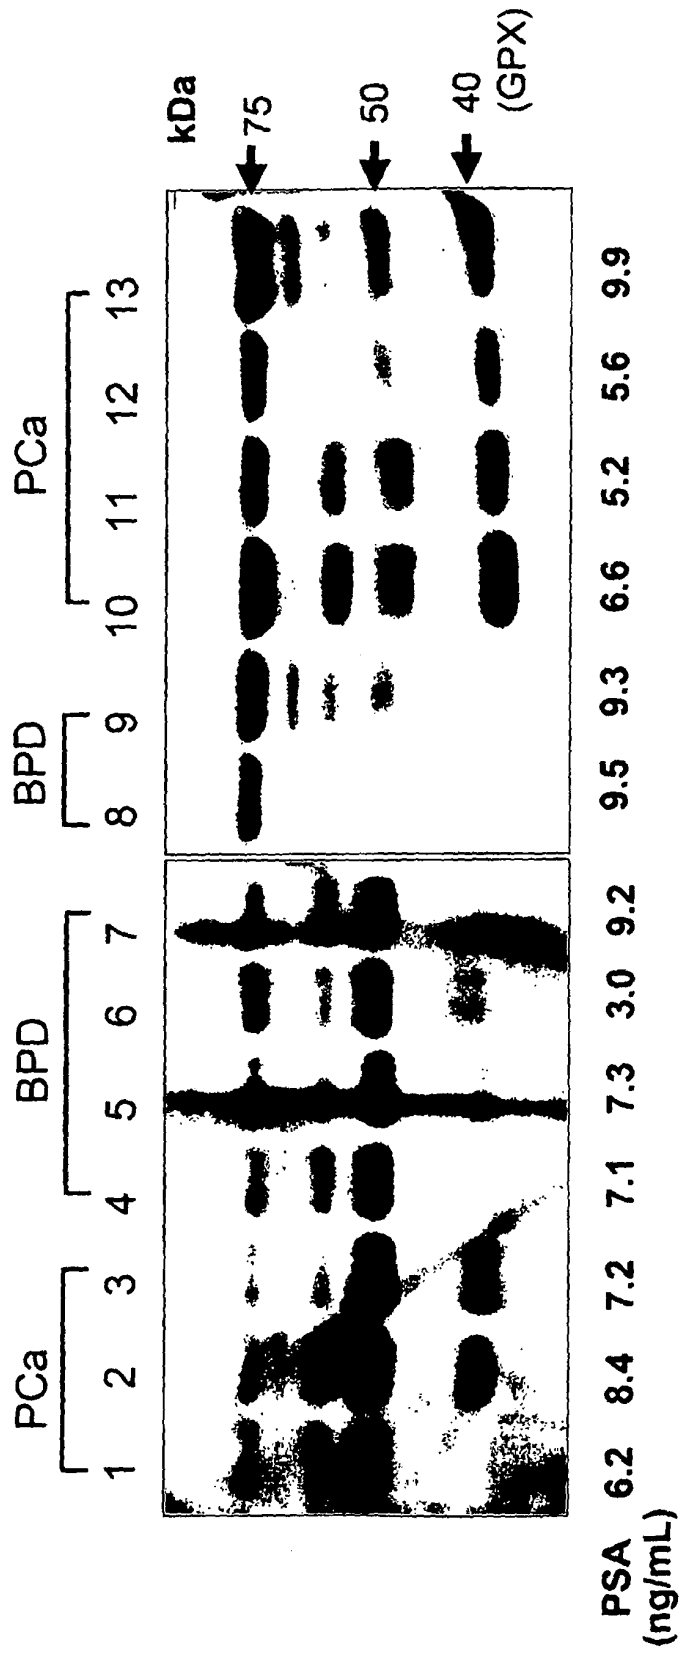 PCa BPD BPD PCa
1 2 3 4 5 6 7 8 9 10 11 12 13
kDa
75
50
40
(GPX)
PSA 6.2 8.4 7.2 7.1 7.3 3.0 9.2 9.5 9.3 6.6 5.2 5.6 9.9
(ng/mL)